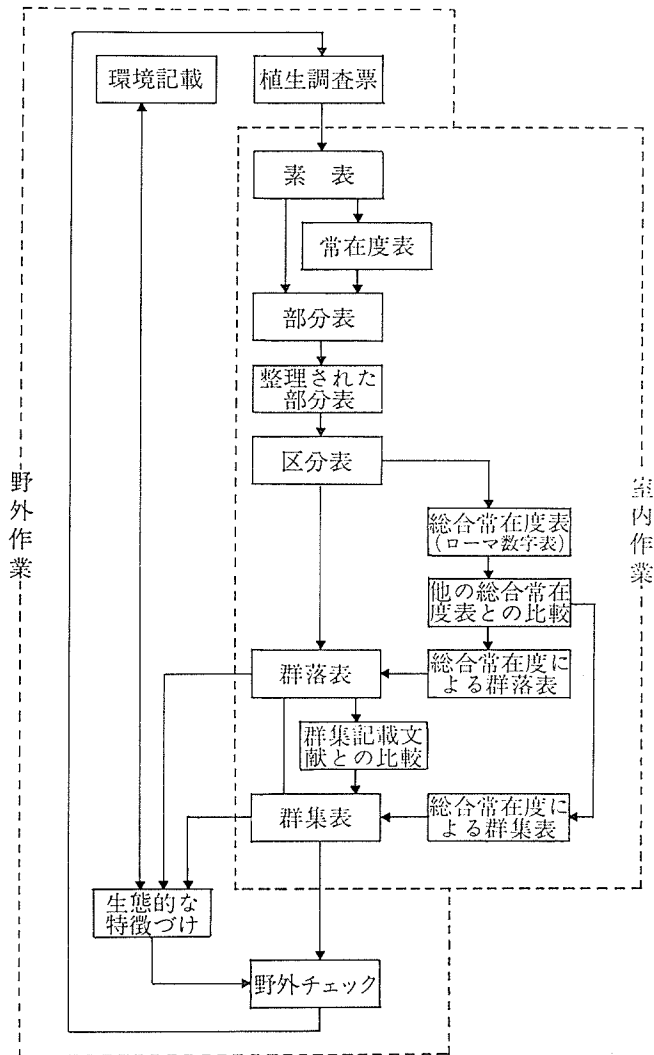 環境記載
植生調査票
素　表
常在度表
部分表
整理された
部分表
区分表
総合常在度表
(ローマ数字表)
他の総合常在
度表との比較
総合常在度に
よる群落表
群落表
群集記載文
献との比較
群集表
総合常在度に
よる群集表
生態的な
特徴づけ
野外チェック
野外作業
室内作業